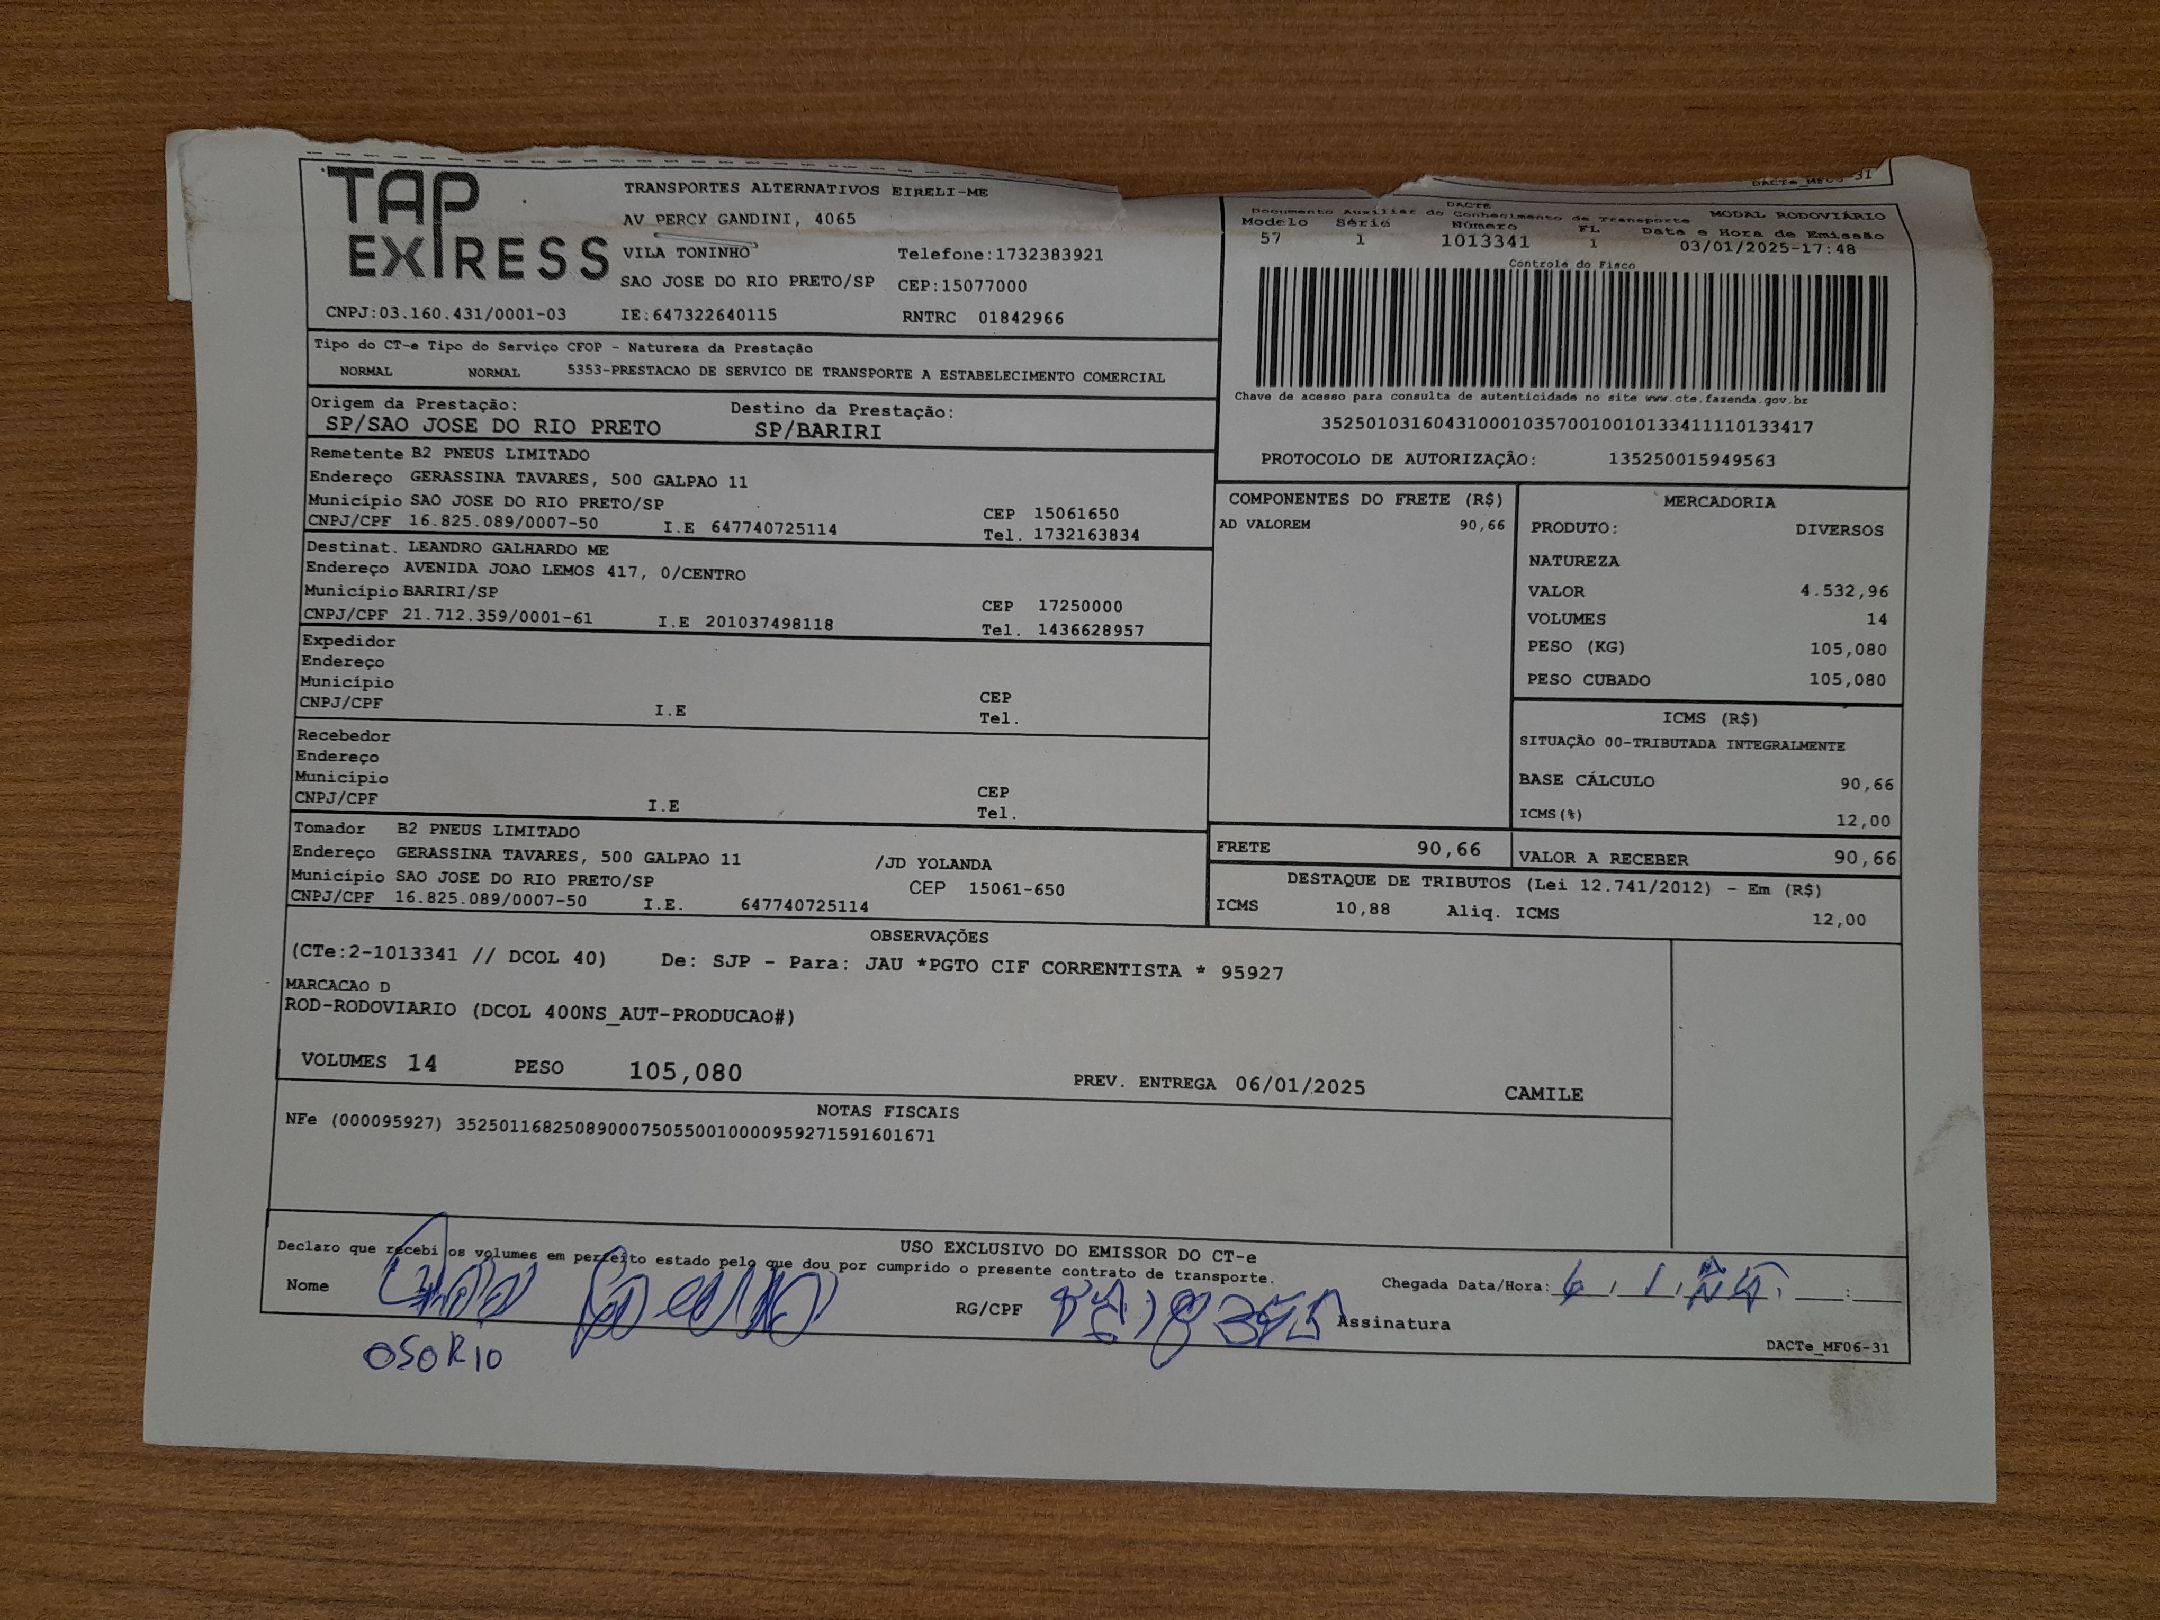 DACTe_MF06-31
TAP EXPRESS
TRANSPORTES ALTERNATIVOS EIRELI-ME
AV PERCY GANDINI, 4065
VILA TONINHO Telefone:1732383921
SAO JOSE DO RIO PRETO/SP CEP:15077000
CNPJ:03.160.431/0001-03 IE:647322640115 RNTRC 01842966
DACTE
Documento Auxiliar do Conhecimento de Transporte MODAL RODOVIÁRIO
Modelo Série Número FL Data e Hora de Emissão
57 1 1013341 1 03/01/2025-17:48
Controle do Fisco
Chave de acesso para consulta de autenticidade no site www.cte.fazenda.gov.br
35250103160431000103570010010133411110133417
PROTOCOLO DE AUTORIZAÇÃO: 135250015949563
Tipo do CT-e Tipo do Serviço CFOP - Natureza da Prestação
NORMAL NORMAL 5353-PRESTACAO DE SERVICO DE TRANSPORTE A ESTABELECIMENTO COMERCIAL
Origem da Prestação: Destino da Prestação:
SP/SAO JOSE DO RIO PRETO SP/BARIRI
Remetente B2 PNEUS LIMITADO
Endereço GERASSINA TAVARES, 500 GALPAO 11
Município SAO JOSE DO RIO PRETO/SP CEP 15061650
CNPJ/CPF 16.825.089/0007-50 I.E 647740725114 Tel. 1732163834
Destinat. LEANDRO GALHARDO ME
Endereço AVENIDA JOAO LEMOS 417, 0/CENTRO
Município BARIRI/SP CEP 17250000
CNPJ/CPF 21.712.359/0001-61 I.E 201037498118 Tel. 1436628957
Expedidor
Endereço
Município CEP
CNPJ/CPF I.E Tel.
Recebedor
Endereço
Município CEP
CNPJ/CPF I.E Tel.
Tomador B2 PNEUS LIMITADO
Endereço GERASSINA TAVARES, 500 GALPAO 11 /JD YOLANDA
Município SAO JOSE DO RIO PRETO/SP CEP 15061-650
CNPJ/CPF 16.825.089/0007-50 I.E. 647740725114
COMPONENTES DO FRETE (R$)
AD VALOREM 90,66
MERCADORIA
PRODUTO: DIVERSOS
NATUREZA
VALOR 4.532,96
VOLUMES 14
PESO (KG) 105,080
PESO CUBADO 105,080
ICMS (R$)
SITUAÇÃO 00-TRIBUTADA INTEGRALMENTE
BASE CÁLCULO 90,66
ICMS(%) 12,00
FRETE 90,66 VALOR A RECEBER 90,66
DESTAQUE DE TRIBUTOS (Lei 12.741/2012) - Em (R$)
ICMS 10,88 Aliq. ICMS 12,00
OBSERVAÇÕES
(CTe:2-1013341 // DCOL 40) De: SJP - Para: JAU *PGTO CIF CORRENTISTA * 95927
MARCACAO D
ROD-RODOVIARIO (DCOL 400NS_AUT-PRODUCAO#)
VOLUMES 14 PESO 105,080 PREV. ENTREGA 06/01/2025 CAMILE
NOTAS FISCAIS
NFe (000095927) 35250116825089000750550010000959271591601671
USO EXCLUSIVO DO EMISSOR DO CT-e
Declaro que recebi os volumes em perfeito estado pelo que dou por cumprido o presente contrato de transporte.
Nome RG/CPF Assinatura Chegada Data/Hora: 6 1
OSORIO
DACTe_MF06-31